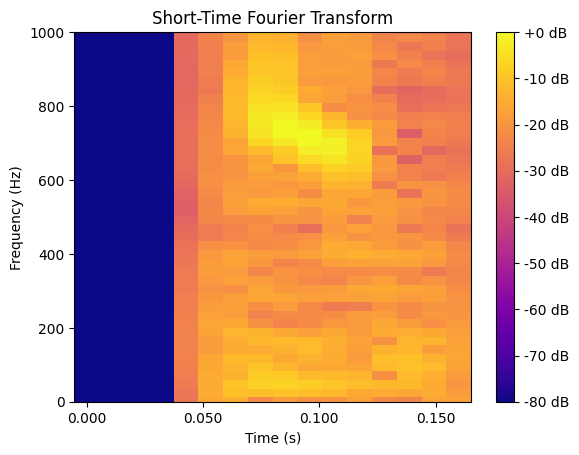 Short-Time Fourier Transform
1000
800
600
400
200
0
Frequency (Hz)
0.000
0.050
0.100
0.150
Time (s)
+0 dB
-10 dB
-20 dB
-30 dB
-40 dB
-50 dB
-60 dB
-70 dB
-80 dB